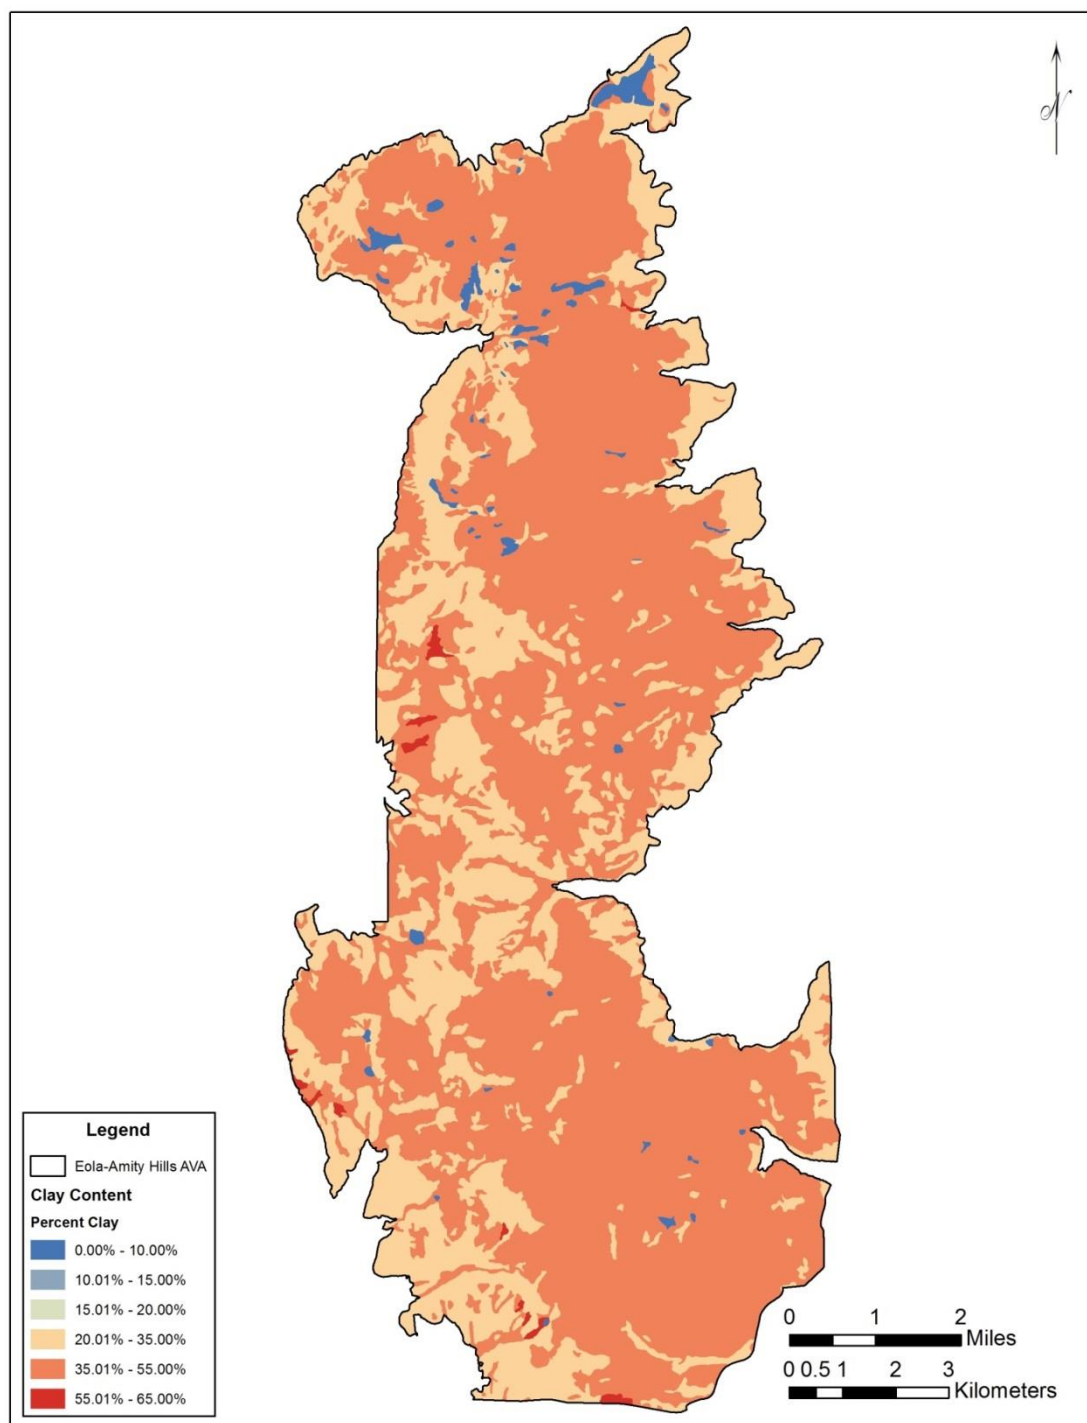 N
Legend
Eola-Amity Hills AVA
Clay Content
Percent Clay
0.00% - 10.00%
10.01% - 15.00%
15.01% - 20.00%
20.01% - 35.00%
35.01% - 55.00%
55.01% - 65.00%
0 1 2
Miles
0 0.5 1 2 3
Kilometers